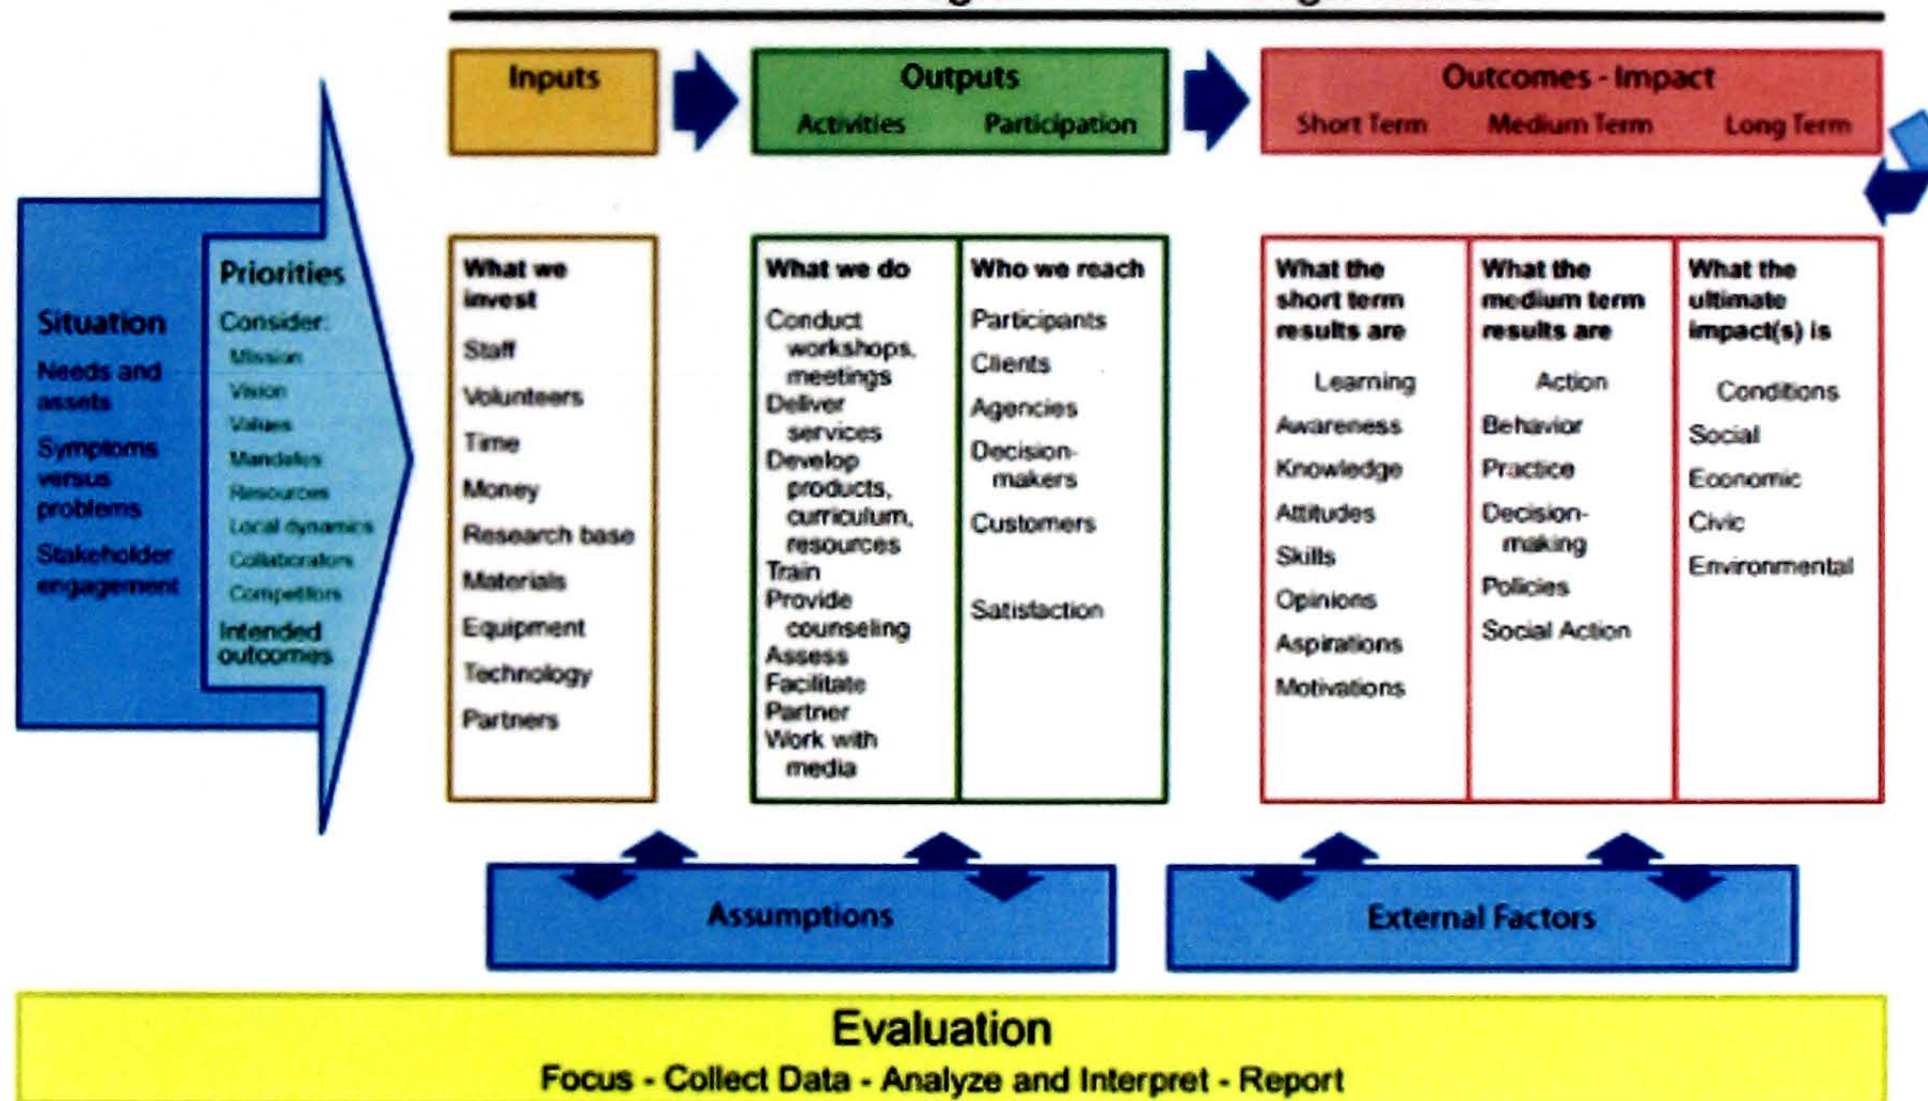 Inputs
Outputs
Activities Participation
Outcomes - Impact
Short Term Medium Term Long Term
Situation
Needs and
assets
Symptoms
versus
problems
Stakeholder
engagement
Priorities
Consider:
Mission
Vision
Values
Mandates
Resources
Local dynamics
Collaborators
Competitors
Intended
outcomes
What we
invest
Staff
Volunteers
Time
Money
Research base
Materials
Equipment
Technology
Partners
What we do
Conduct
workshops,
meetings
Deliver
services
Develop
products,
curriculum,
resources
Train
Provide
counseling
Assess
Facilitate
Partner
Work with
media
Who we reach
Participants
Clients
Agencies
Decision-
makers
Customers
Satisfaction
What the
short term
results are
Learning
Awareness
Knowledge
Attitudes
Skills
Opinions
Aspirations
Motivations
What the
medium term
results are
Action
Behavior
Practice
Decision-
making
Policies
Social Action
What the
ultimate
impact(s) is
Conditions
Social
Economic
Civic
Environmental
Assumptions
External Factors
Evaluation
Focus - Collect Data - Analyze and Interpret - Report